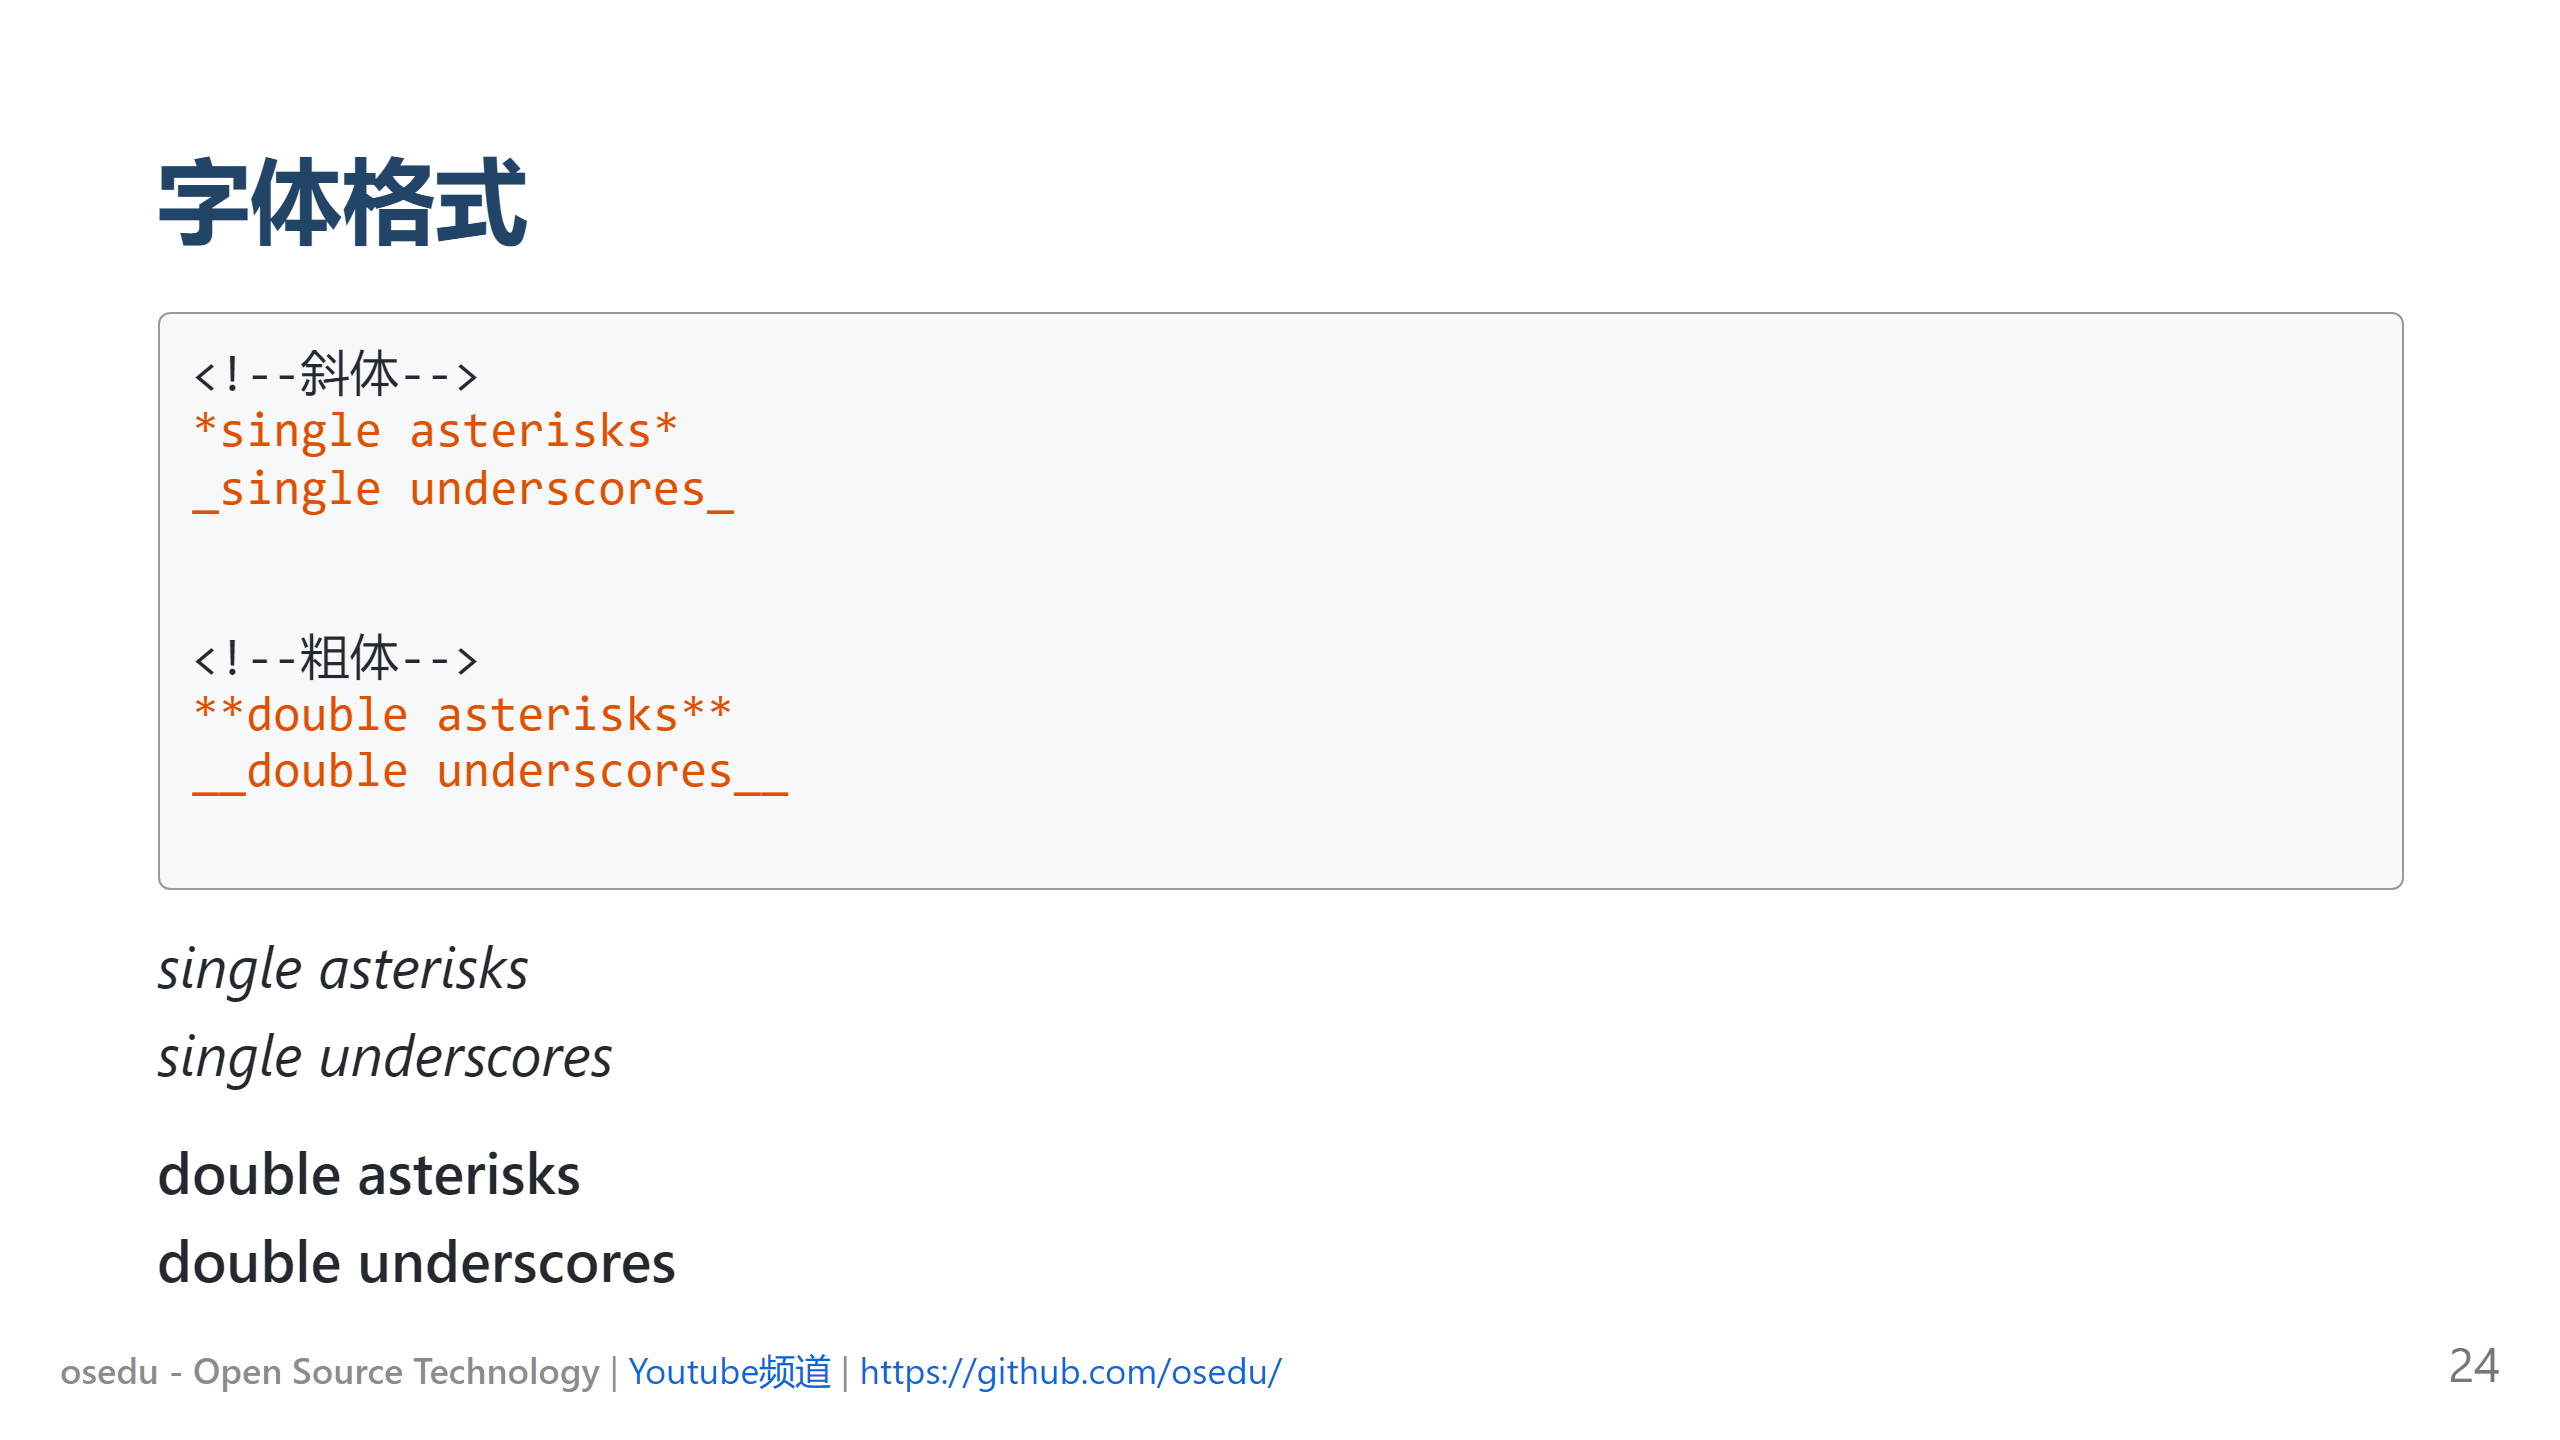 字体格式
<!--斜体-->
*single asterisks*
_single underscores_
<!--粗体-->
**double asterisks**
__double underscores__
single asterisks
single underscores
double asterisks
double underscores
osedu - Open Source Technology | Youtube频道 | https://github.com/osedu/
24